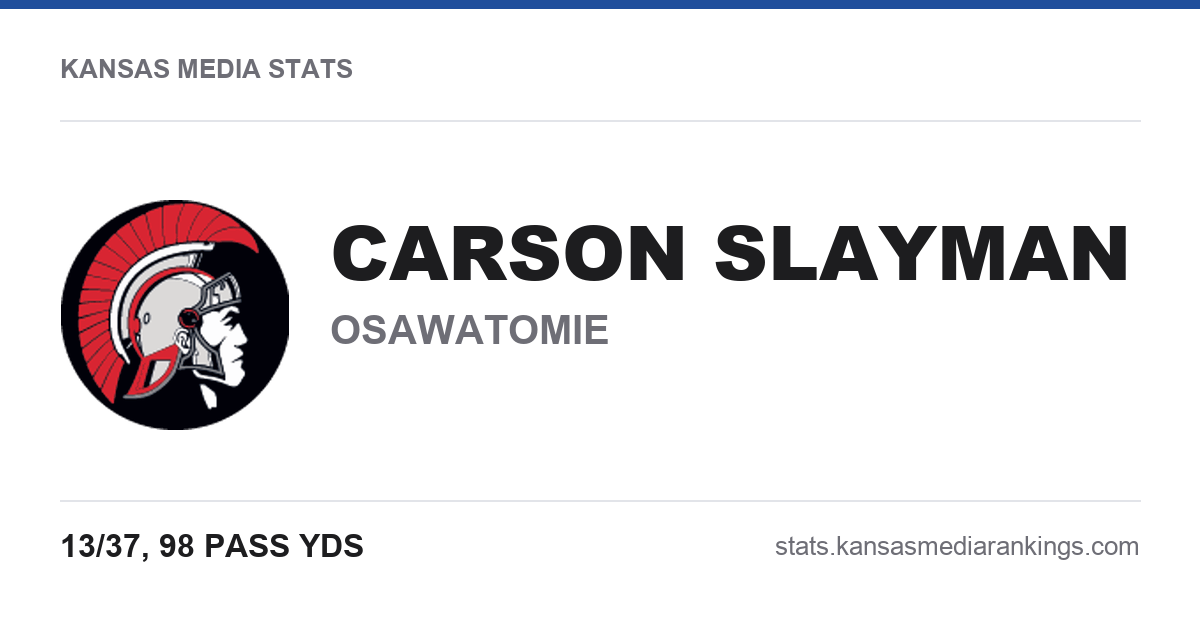 KANSAS MEDIA STATS
CARSON SLAYMAN
OSAWATOMIE
13/37, 98 PASS YDS
stats.kansasmediarankings.com